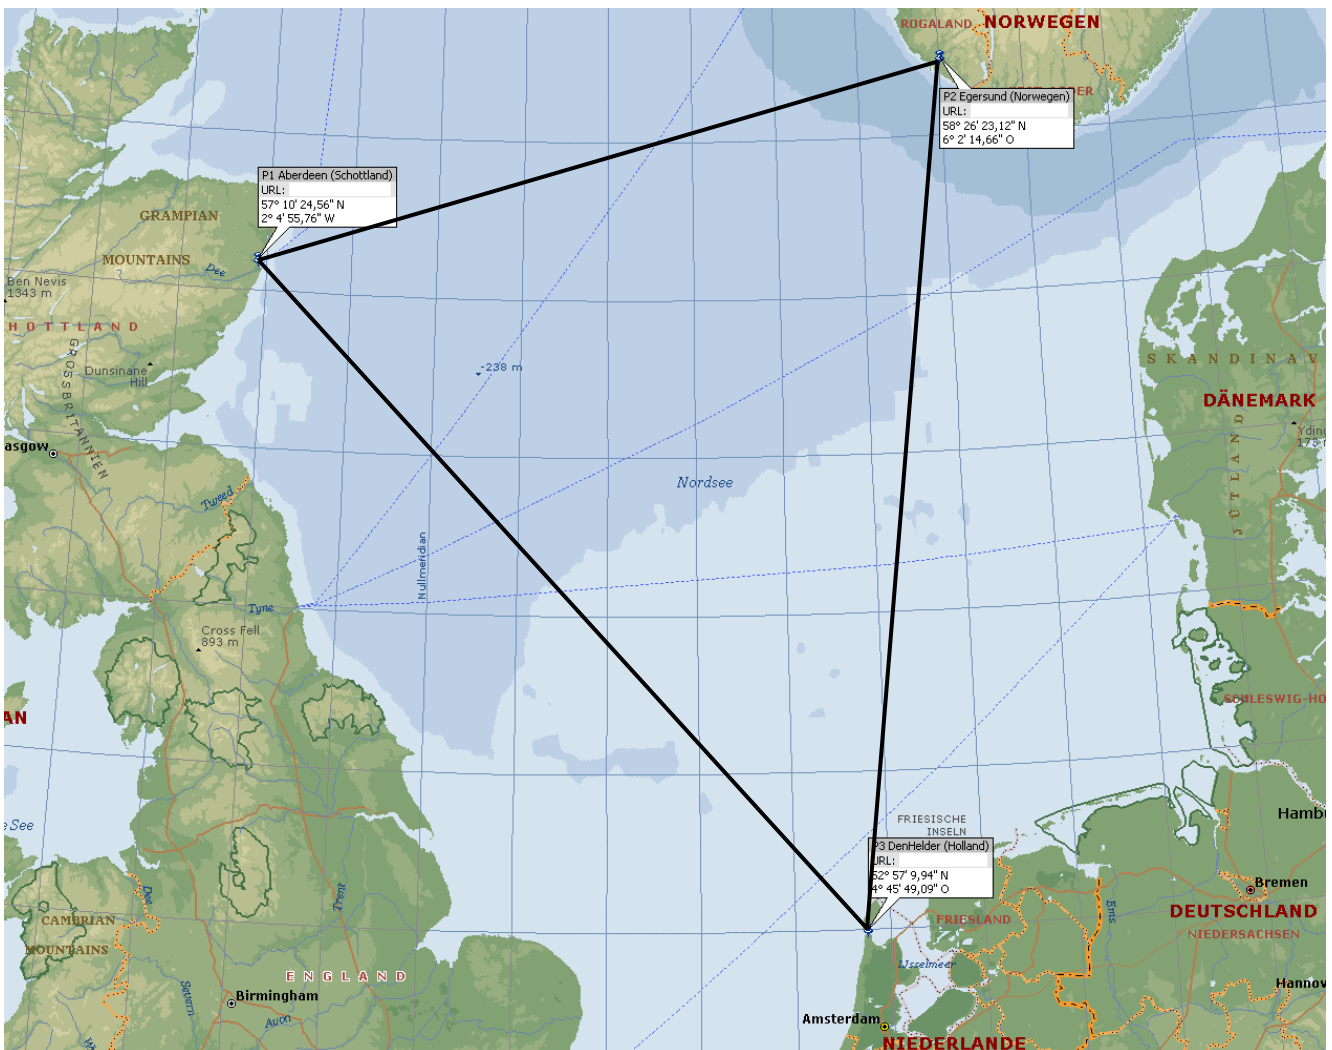 ROGALAND
NORWEGEN
P2 Egersund (Norwegen)
URL:
58° 26' 23,12" N
6° 2' 14,66" O
P1 Aberdeen (Schottland)
URL:
57° 10' 24,56" N
2° 4' 55,76" W
GRAMPIAN
MOUNTAINS
Dee
Ben Nevis
1343 m
HOTTLAND
GROSSBRITANNIEN
Dunsinane
Hill
-238 m
SKANDINAV
DÄNEMARK
JÜTLAND
asgow
Tweed
Nordsee
Nullmeridian
Tyne
Cross Fell
893 m
AN
SCHLESWIG-HO
e See
FRIESISCHE
INSELN
Hambu
P3 DenHelder (Holland)
URL:
52° 57' 9,94" N
4° 45' 49,09" O
Bremen
Dee
Trent
Ems
CAMBRIAN
MOUNTAINS
FRIESLAND
DEUTSCHLAND
NIEDERSACHSEN
IJsselmeer
ENGLAND
Severn
Birmingham
Hannov
Avon
Amsterdam
NIEDERLANDE